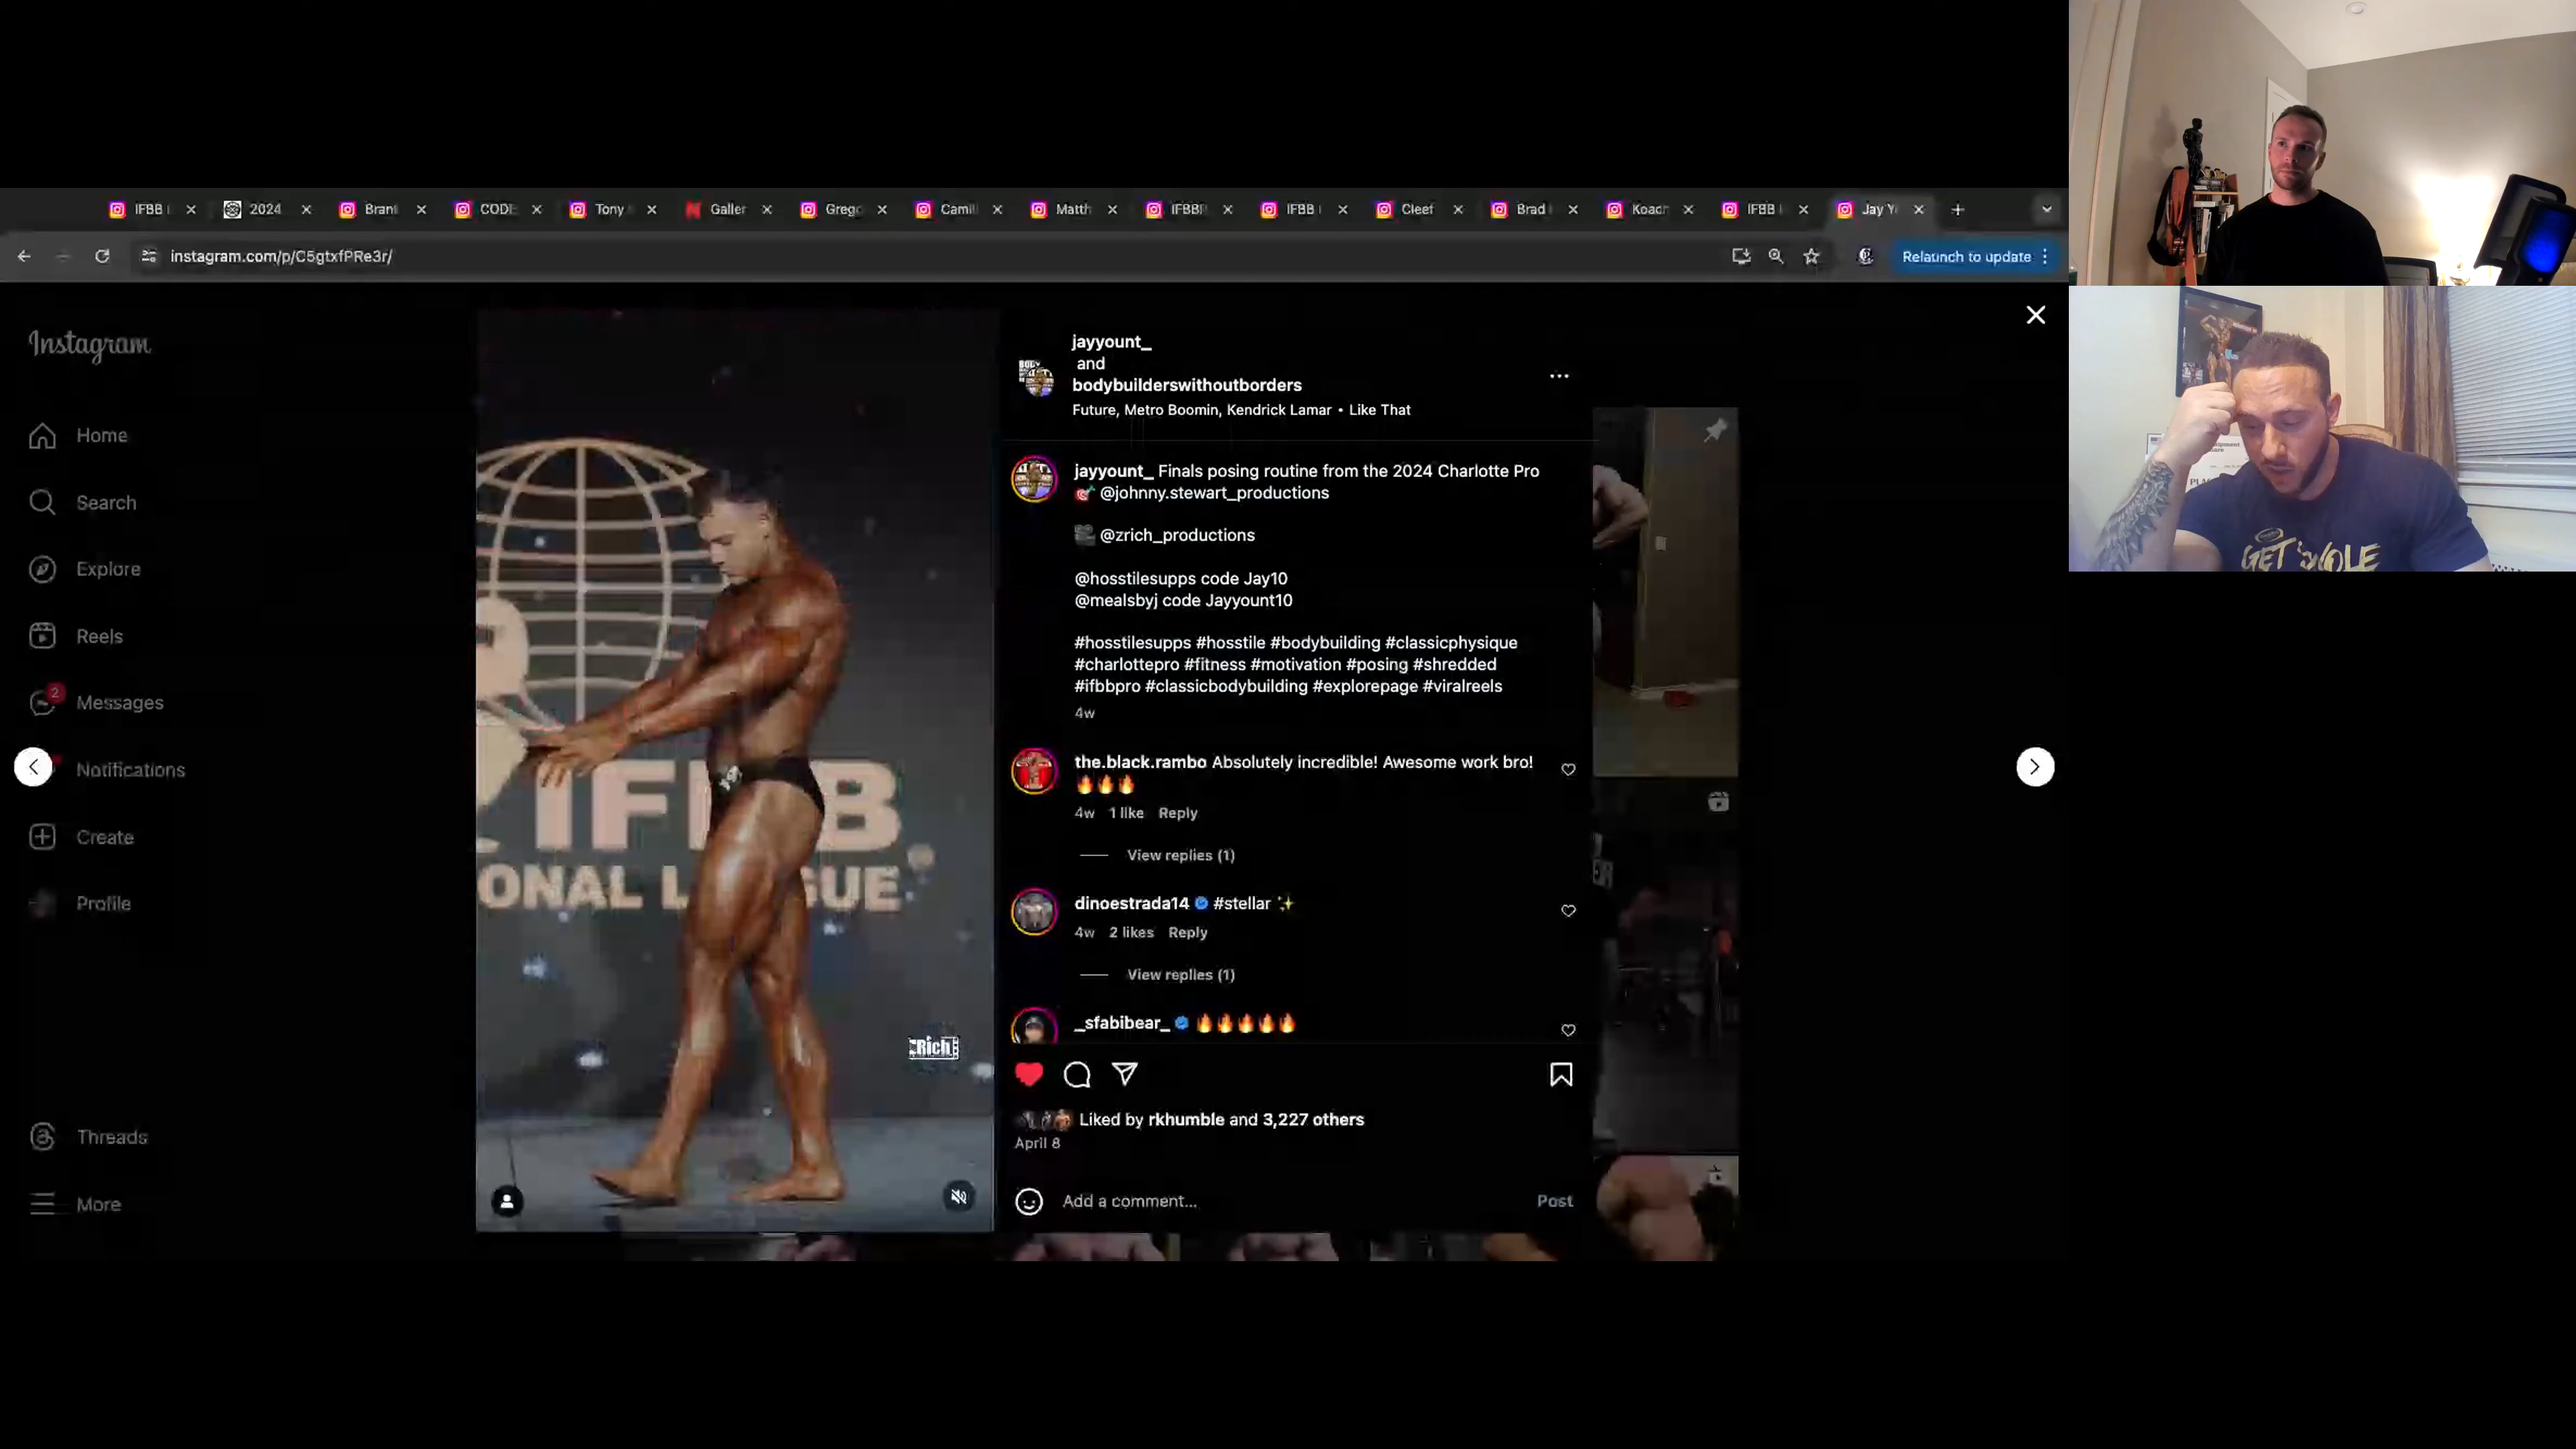 IFBB
2024
Brant
CODE
Tony
Galler
Grego
Camil
Matth
IFBB
IFBB
Cleef
Brad
Koach
IFBB
Jay Y
instagram.com/p/C5gtxfPRe3r/
Relaunch to update
Instagram
Home
Search
Explore
Reels
2
Messages
Notifications
Create
Profile
Threads
More
IFBB
ONAL LEAGUE
Rich
jayyount_
and
bodybuilderswithoutborders
Future, Metro Boomin, Kendrick Lamar • Like That
jayyount_ Finals posing routine from the 2024 Charlotte Pro
@johnny.stewart_productions
🎥 @zrich_productions
@hosstilesupps code Jay10
@mealsbyj code Jayyount10
#hosstilesupps #hosstile #bodybuilding #classicphysique
#charlottepro #fitness #motivation #posing #shredded
#ifbbpro #classicbodybuilding #explorepage #viralreels
4w
the.black.rambo Absolutely incredible! Awesome work bro!
🔥🔥🔥
4w 1 like Reply
View replies (1)
dinoestrada14 #stellar ✨
4w 2 likes Reply
View replies (1)
_sfabibear_ 🔥🔥🔥🔥🔥
Liked by rkhumble and 3,227 others
April 8
Add a comment...
Post
GET SWOLE